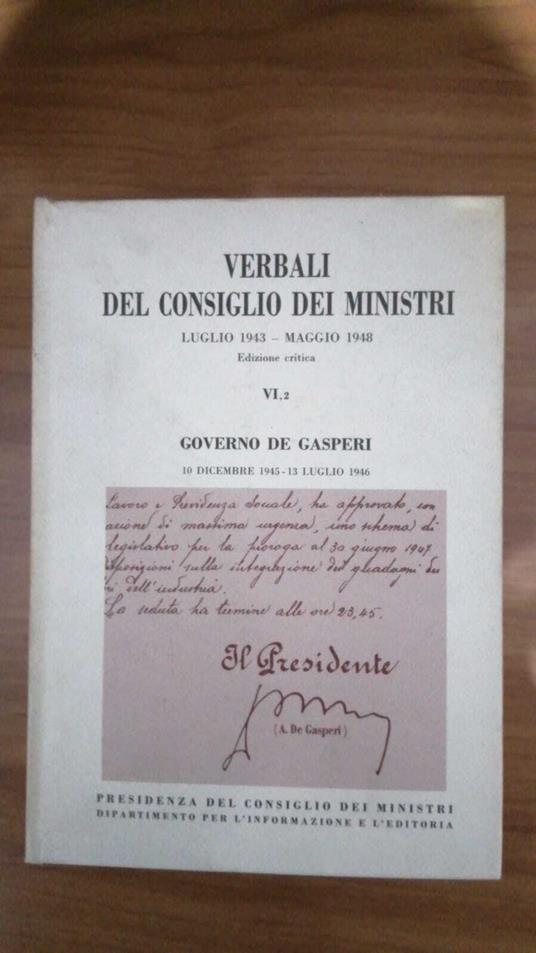 VERBALI
DEL CONSIGLIO DEI MINISTRI
LUGLIO 1943 - MAGGIO 1948
Edizione critica
VI,2
GOVERNO DE GASPERI
10 DICEMBRE 1945 - 13 LUGLIO 1946
Lavoro e Previdenza Sociale, ha approvato, con
azione di massima urgenza, uno schema di
legislativo per la proroga al 30 giugno 1947
sposizioni sulla integrazione dei guadagni de
dell'industria.
La seduta ha termine alle ore 23,45.
Il Presidente
(A. De Gasperi)
PRESIDENZA DEL CONSIGLIO DEI MINISTRI
DIPARTIMENTO PER L'INFORMAZIONE E L'EDITORIA